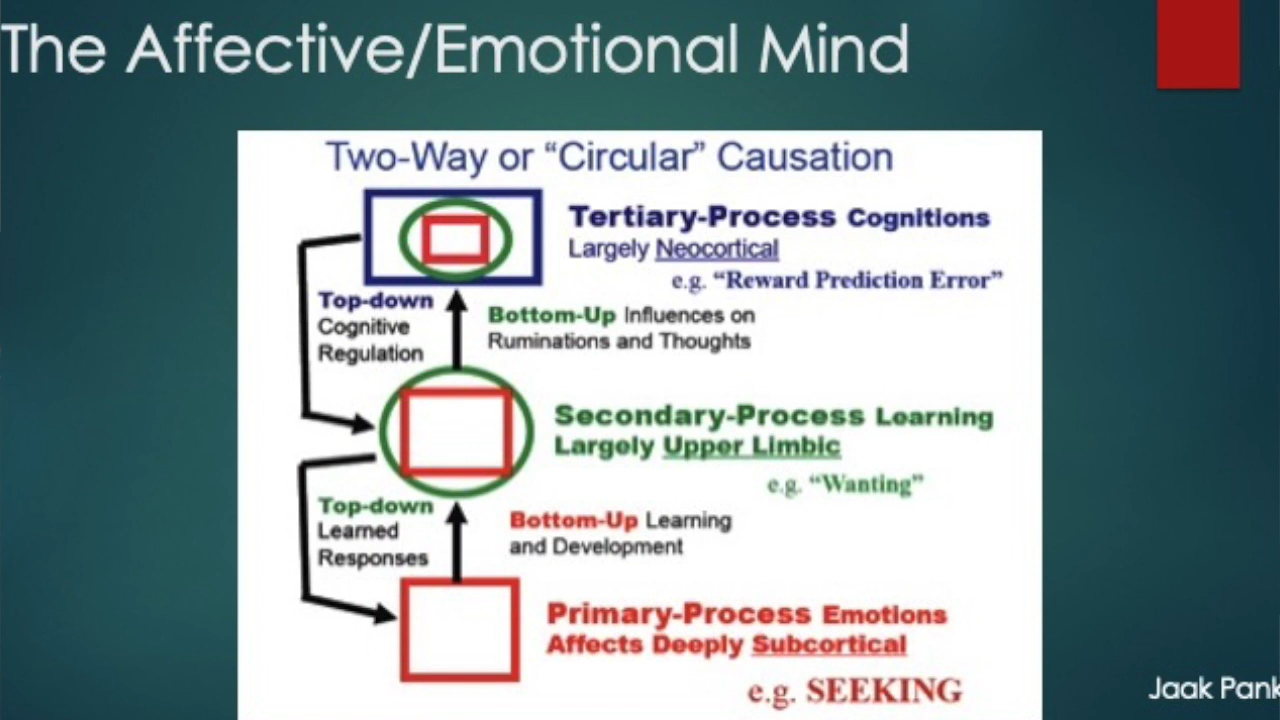 The Affective/Emotional Mind
Two-Way or “Circular” Causation
Tertiary-Process Cognitions
Largely Neocortical
e.g. “Reward Prediction Error”
Top-down
Cognitive
Regulation
Bottom-Up Influences on
Ruminations and Thoughts
Secondary-Process Learning
Largely Upper Limbic
e.g. “Wanting”
Top-down
Learned
Responses
Bottom-Up Learning
and Development
Primary-Process Emotions
Affects Deeply Subcortical
e.g. SEEKING
Jaak Pank